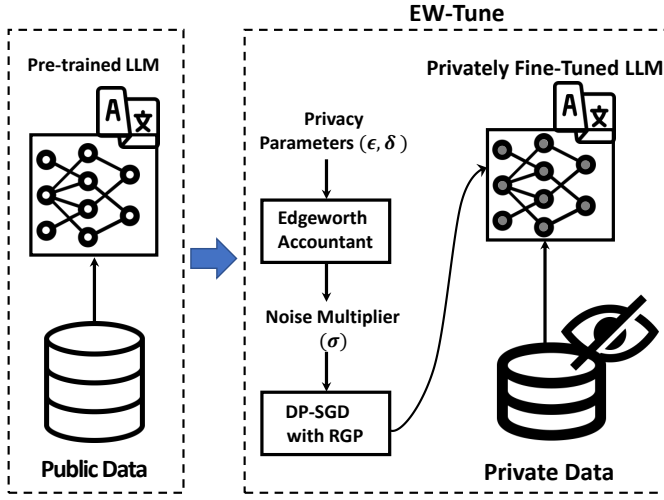 EW-Tune
Pre-trained LLM
A 文
Public Data
Privacy
Parameters (ϵ, δ )
Edgeworth
Accountant
Noise Multiplier
(σ)
DP-SGD
with RGP
Privately Fine-Tuned LLM
A 文
Private Data